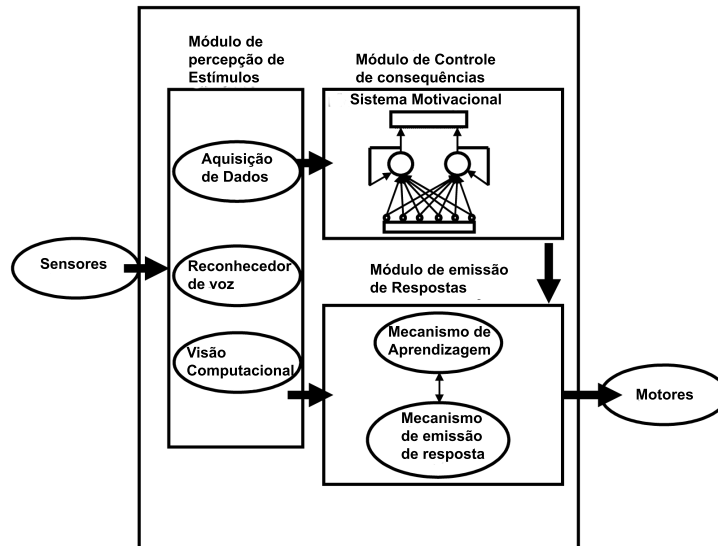 Módulo de
percepção de
Estímulos
Módulo de Controle
de consequências
Sistema Motivacional
Aquisição
de Dados
Sensores
Reconhecedor
de voz
Visão
Computacional
Módulo de emissão
de Respostas
Mecanismo de
Aprendizagem
Mecanismo
de emissão
de resposta
Motores